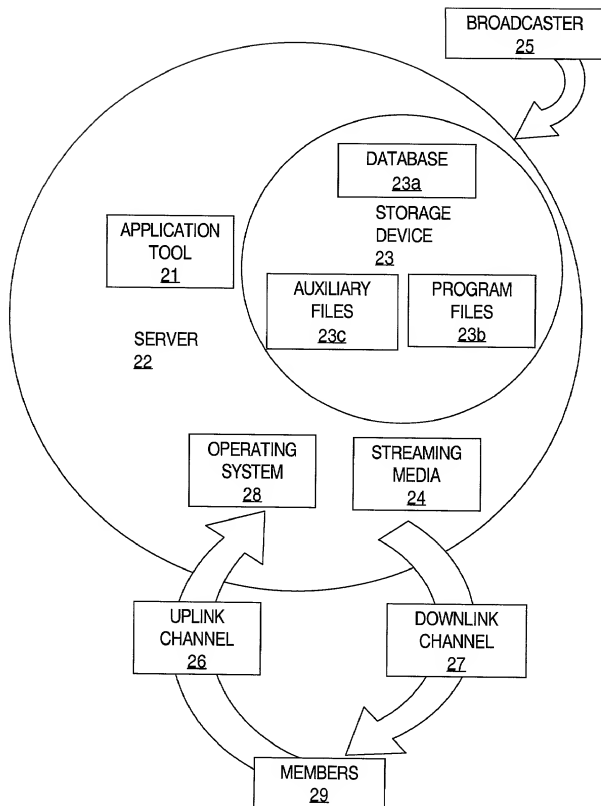 BROADCASTER
25
DATABASE
23a
STORAGE
DEVICE
23
APPLICATION
TOOL
21
AUXILIARY
FILES
23c
PROGRAM
FILES
23b
SERVER
22
OPERATING
SYSTEM
28
STREAMING
MEDIA
24
UPLINK
CHANNEL
26
DOWNLINK
CHANNEL
27
MEMBERS
29